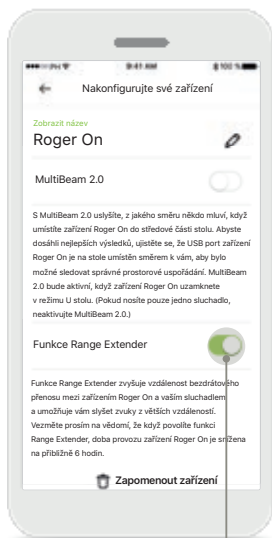 9:41 AM
100 %
Nakonfigurujte své zařízení
Zobrazit název
Roger On
MultiBeam 2.0
S MultiBeam 2.0 uslyšíte, z jakého směru někdo mluví, když
umístíte zařízení Roger On do středové části stolu. Abyste
dosáhli nejlepších výsledků, ujistěte se, že USB port zařízení
Roger On je na stole umístěn směrem k vám, aby bylo
možné sledovat správné prostorové uspořádání. MultiBeam
2.0 bude aktivní, když zařízení Roger On uzamknete
v režimu U stolu. (Pokud nosíte pouze jedno sluchadlo,
neaktivujte MultiBeam 2.0.)
Funkce Range Extender
Funkce Range Extender zvyšuje vzdálenost bezdrátového
přenosu mezi zařízením Roger On a vaším sluchadlem
a umožňuje vám slyšet zvuky z větších vzdáleností.
Vezměte prosím na vědomí, že když povolíte funkci
Range Extender, doba provozu zařízení Roger On je snížena
na přibližně 6 hodin.
Zapomenout zařízení